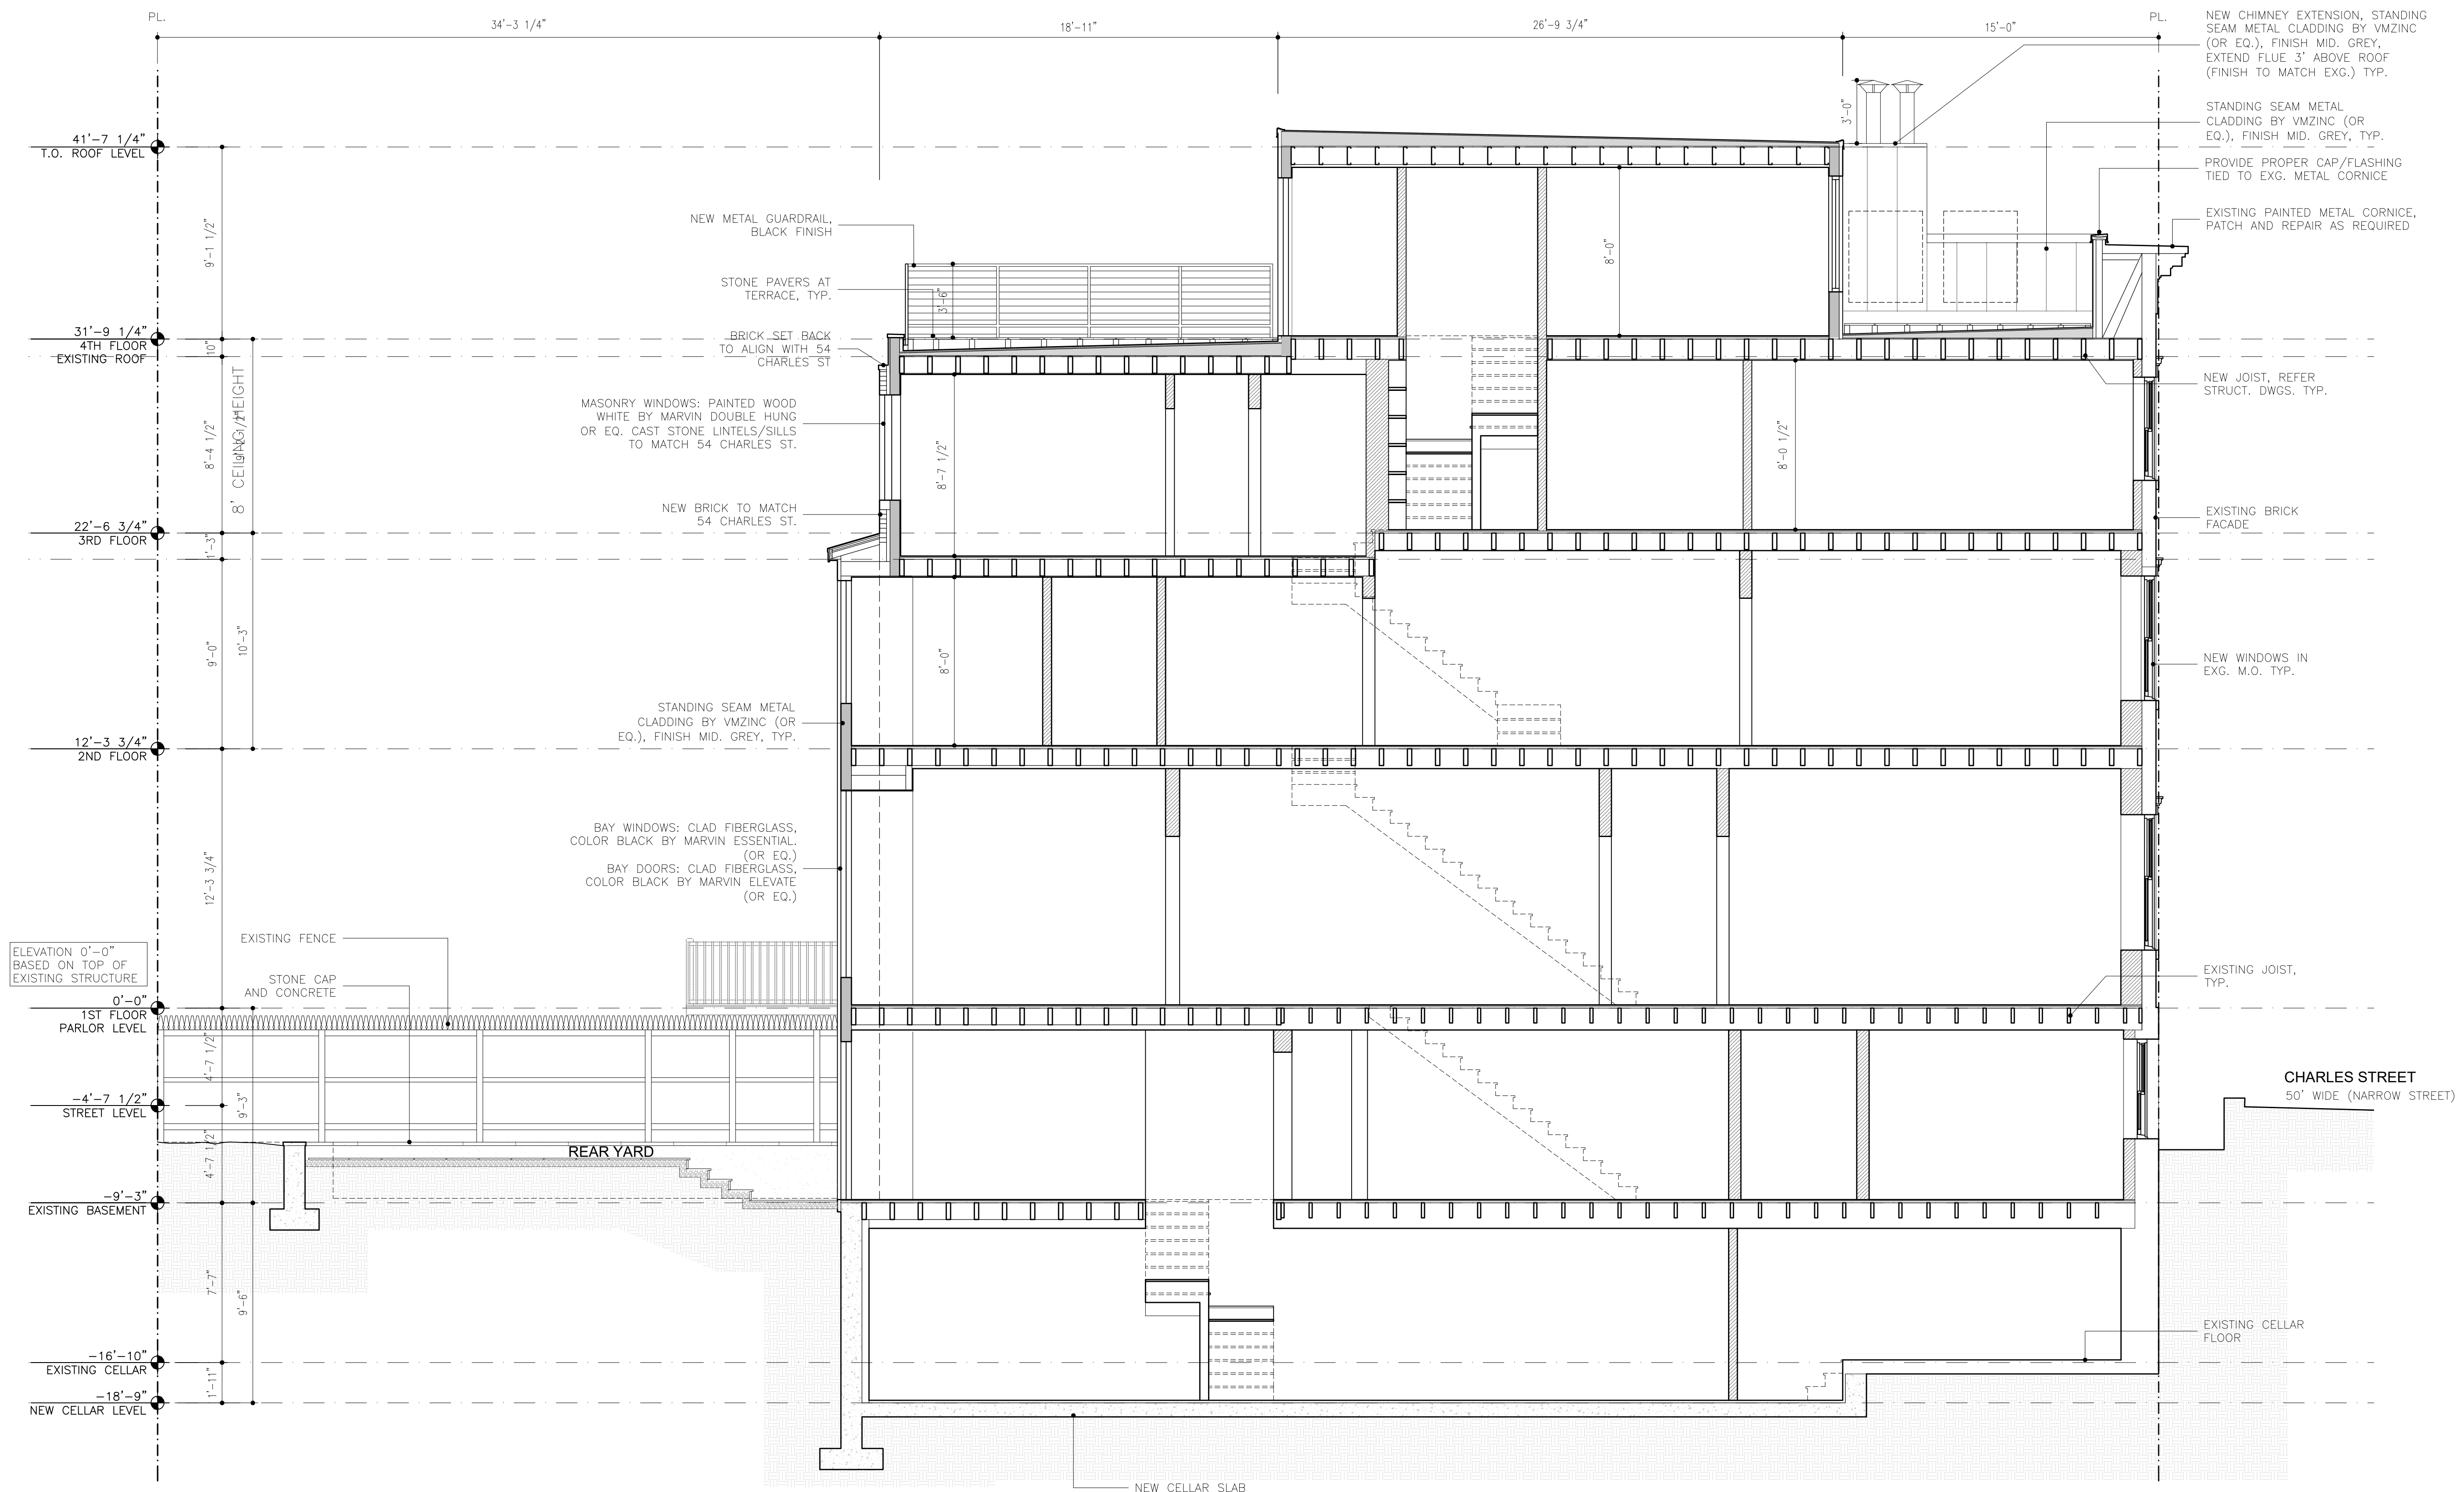 PL.
34'-3 1/4"
18'-11"
26'-9 3/4"
15'-0"
PL.
NEW CHIMNEY EXTENSION, STANDING
SEAM METAL CLADDING BY VMZINC
(OR EQ.), FINISH MID. GREY,
EXTEND FLUE 3' ABOVE ROOF
(FINISH TO MATCH EXG.) TYP.
3'-0"
STANDING SEAM METAL
CLADDING BY VMZINC (OR
EQ.), FINISH MID. GREY, TYP.
PROVIDE PROPER CAP/FLASHING
TIED TO EXG. METAL CORNICE
EXISTING PAINTED METAL CORNICE,
PATCH AND REPAIR AS REQUIRED
41'-7 1/4"
T.O. ROOF LEVEL
9'-1 1/2"
NEW METAL GUARDRAIL,
BLACK FINISH
STONE PAVERS AT
TERRACE, TYP.
3'-6"
8'-0"
31'-9 1/4"
4TH FLOOR
EXISTING ROOF
10"
BRICK SET BACK
TO ALIGN WITH 54
CHARLES ST
MASONRY WINDOWS: PAINTED WOOD
WHITE BY MARVIN DOUBLE HUNG
OR EQ. CAST STONE LINTELS/SILLS
TO MATCH 54 CHARLES ST.
8'-4 1/2"
8' CEILING HEIGHT
9'-2 1/2"
8'-7 1/2"
8'-0 1/2"
NEW JOIST, REFER
STRUCT. DWGS. TYP.
NEW BRICK TO MATCH
54 CHARLES ST.
EXISTING BRICK
FACADE
22'-6 3/4"
3RD FLOOR
1'-3"
9'-0"
10'-3"
8'-0"
NEW WINDOWS IN
EXG. M.O. TYP.
STANDING SEAM METAL
CLADDING BY VMZINC (OR
EQ.), FINISH MID. GREY, TYP.
12'-3 3/4"
2ND FLOOR
12'-3 3/4"
BAY WINDOWS: CLAD FIBERGLASS,
COLOR BLACK BY MARVIN ESSENTIAL.
(OR EQ.)
BAY DOORS: CLAD FIBERGLASS,
COLOR BLACK BY MARVIN ELEVATE
(OR EQ.)
ELEVATION 0'-0"
BASED ON TOP OF
EXISTING STRUCTURE
EXISTING FENCE
STONE CAP
AND CONCRETE
EXISTING JOIST,
TYP.
0'-0"
1ST FLOOR
PARLOR LEVEL
4'-7 1/2"
-4'-7 1/2"
STREET LEVEL
9'-3"
4'-7 1/2"
CHARLES STREET
50' WIDE (NARROW STREET)
REAR YARD
-9'-3"
EXISTING BASEMENT
7'-7"
9'-6"
-16'-10"
EXISTING CELLAR
1'-11"
EXISTING CELLAR
FLOOR
-18'-9"
NEW CELLAR LEVEL
NEW CELLAR SLAB